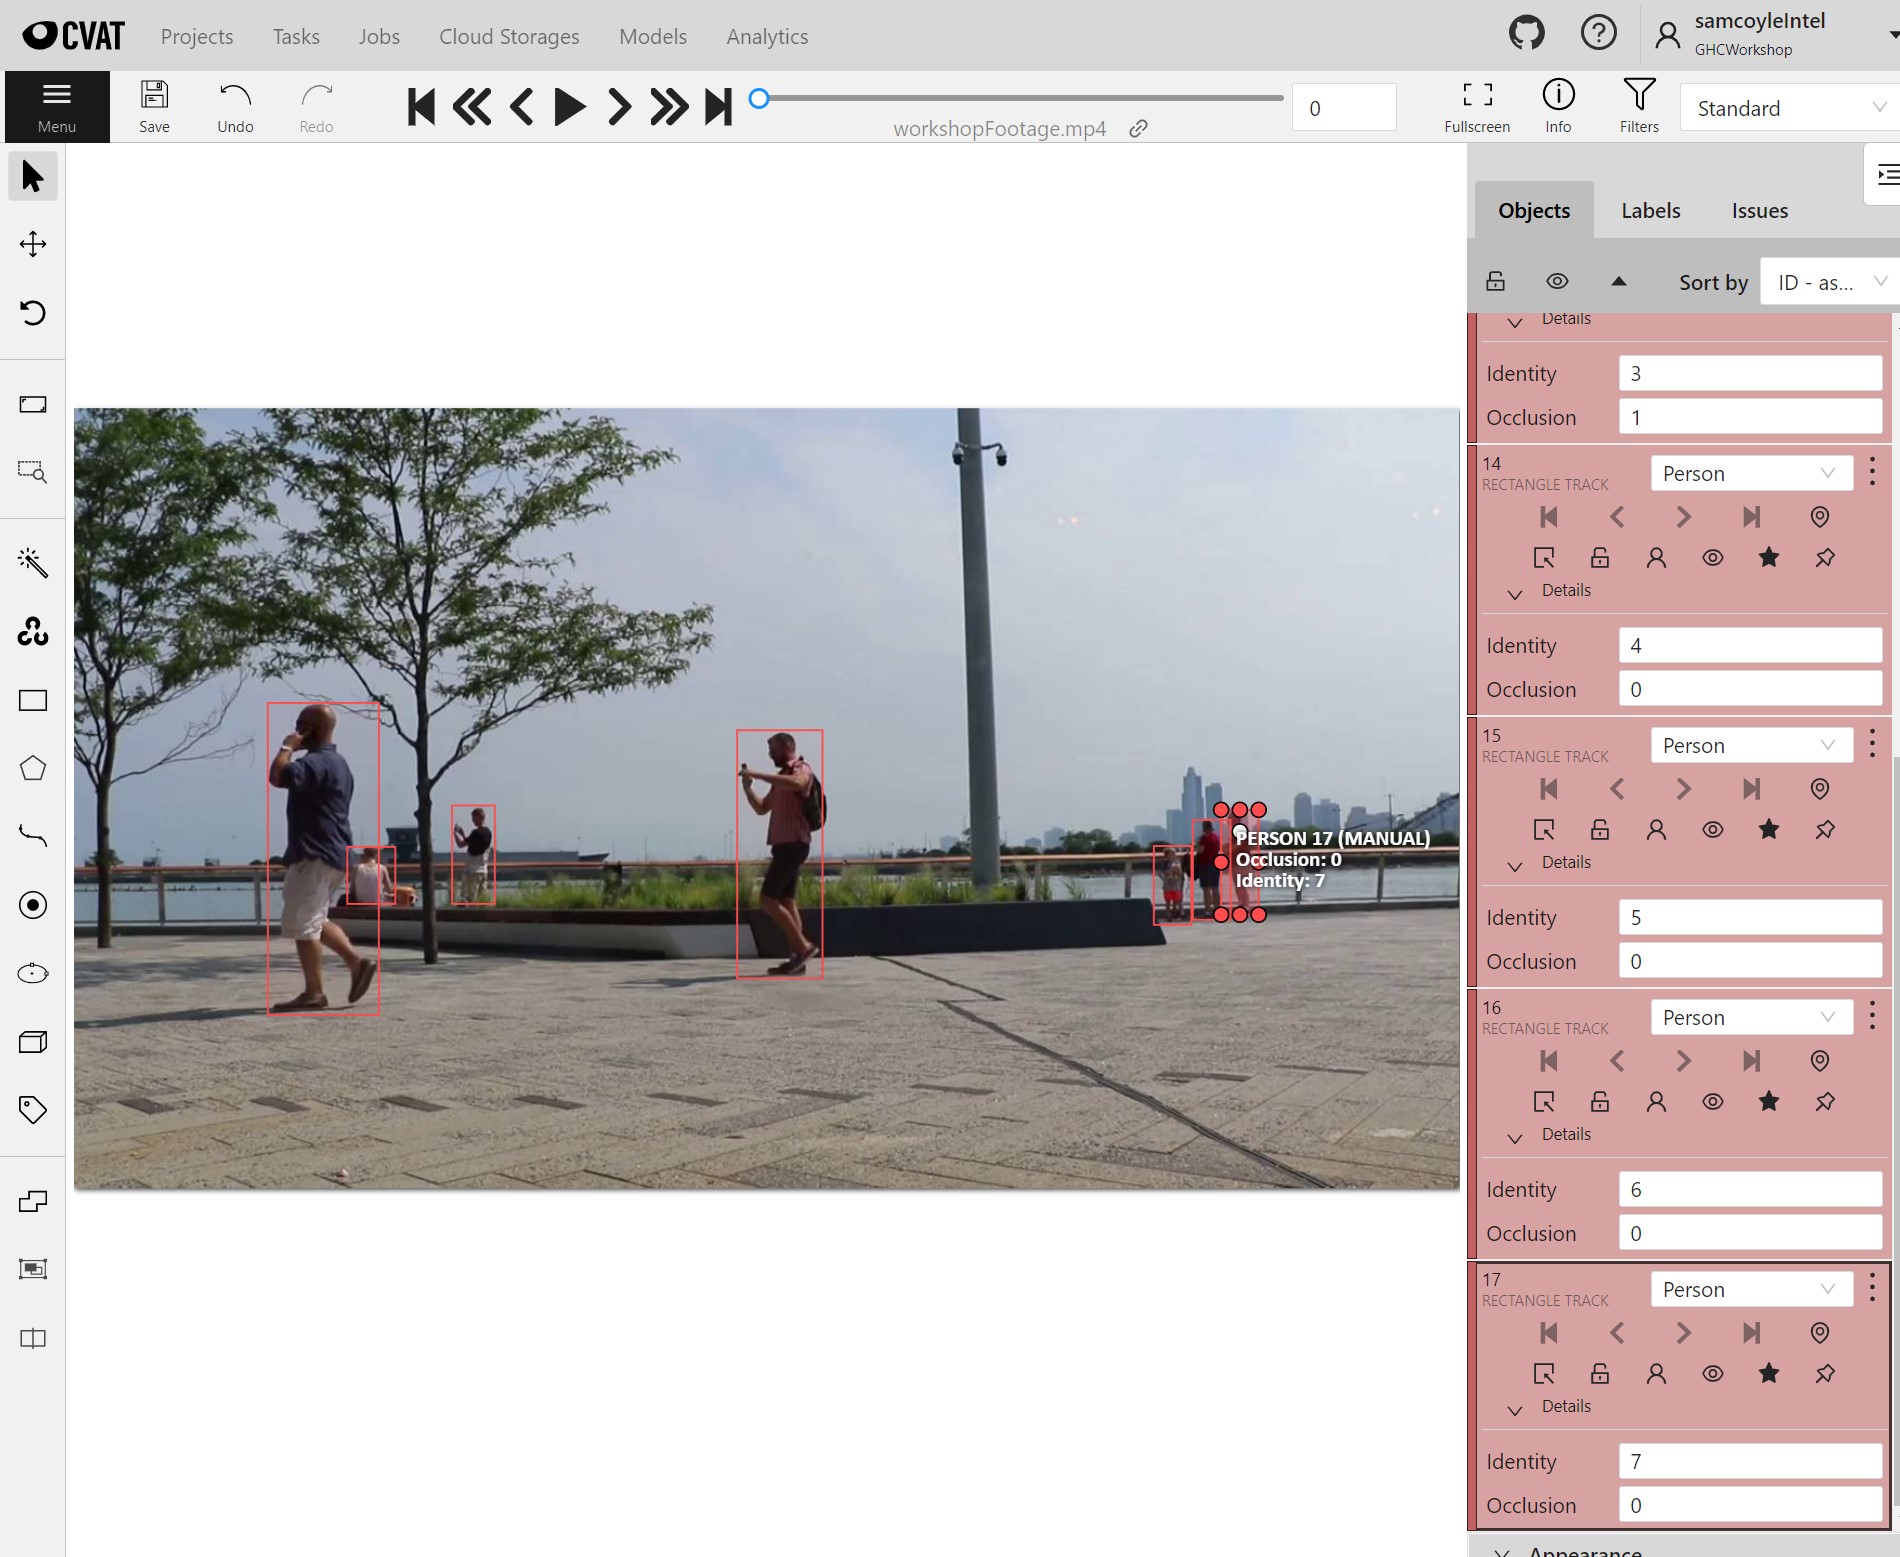 CVAT
Projects
Tasks
Jobs
Cloud Storages
Models
Analytics
samcoyleIntel
GHCWorkshop
Menu
Save
Undo
Redo
workshopFootage.mp4
0
Fullscreen
Info
Filters
Standard
Objects
Labels
Issues
Sort by
ID - as...
Details
Identity 3
Occlusion 1
14
RECTANGLE TRACK
Person
Details
Identity 4
Occlusion 0
15
RECTANGLE TRACK
Person
Details
Identity 5
Occlusion 0
16
RECTANGLE TRACK
Person
Details
Identity 6
Occlusion 0
17
RECTANGLE TRACK
Person
Details
Identity 7
Occlusion 0
Appearance
PERSON 17 (MANUAL)
Occlusion: 0
Identity: 7